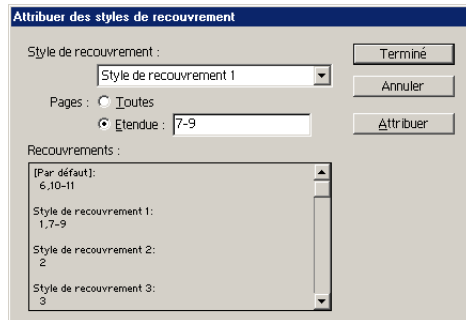 Attribuer des styles de recouvrement
Style de recouvrement :
Style de recouvrement 1
Pages : Toutes
Etendue : 7-9
Terminé
Annuler
Attribuer
Recouvrements :
[Par défaut]:
6,10-11
Style de recouvrement 1:
1,7-9
Style de recouvrement 2:
2
Style de recouvrement 3:
3